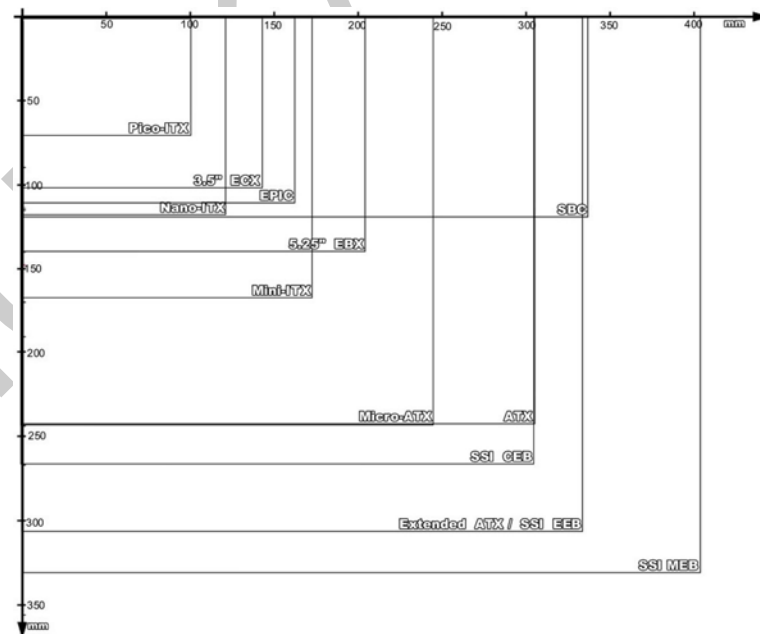 50 100 150 200 250 300 350 400 mm
50
Pico-ITX
3.5" ECX
100
EPIC
Nano-ITX
SBC
5.25" EBX
150
Mini-ITX
200
Micro-ATX
ATX
250
SSI CEB
300
Extended ATX / SSI EEB
SSI MEB
350
mm